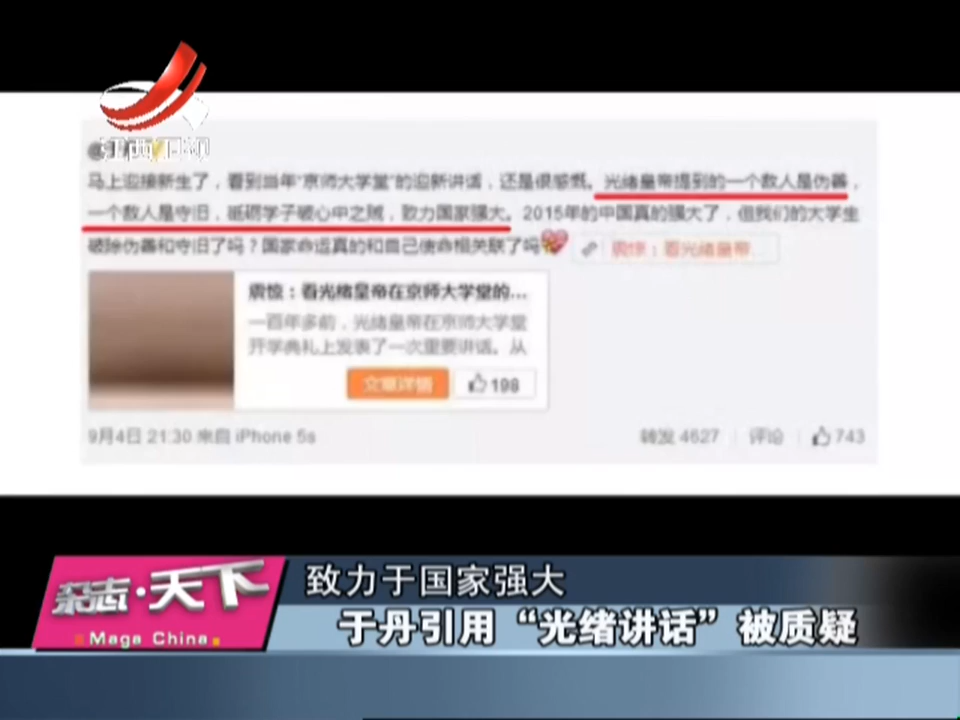 江西卫视
马上迎接新生了，看到当年“京师大学堂”的迎新讲话，还是很感慨。光绪皇帝提到的一个敌人是伪善，
一个敌人是守旧，砥砺学子破心中之贼，致力国家强大。2015年的中国真的强大了，但我们的大学生
破除伪善和守旧了吗？国家命运真的和自己使命相关联了吗 震惊：看光绪皇帝
震惊：看光绪皇帝在京师大学堂的...
一百年多前，光绪皇帝在京师大学堂
开学典礼上发表了一次重要讲话。从
文章详情 198
9月4日 21:30 来自 iPhone 5s 转发 4627 评论 743
杂志·天下
Maga China
致力于国家强大
于丹引用“光绪讲话”被质疑